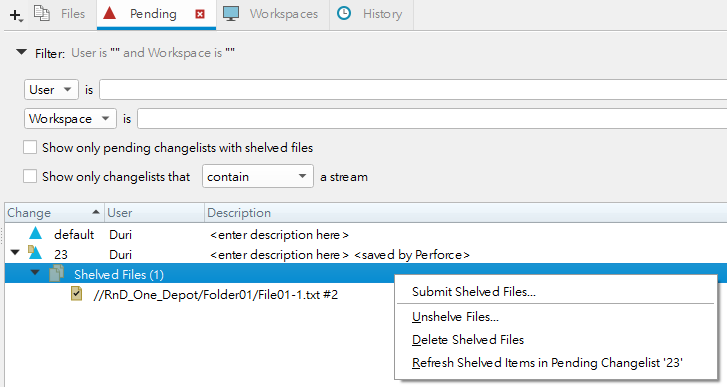 Files Pending Workspaces History
Filter: User is "" and Workspace is ""
User is
Workspace is
Show only pending changelists with shelved files
Show only changelists that contain a stream
Change User Description
default Duri <enter description here>
23 Duri <enter description here> <saved by Perforce>
Shelved Files (1)
//RnD_One_Depot/Folder01/File01-1.txt #2
Submit Shelved Files...
Unshelve Files...
Delete Shelved Files
Refresh Shelved Items in Pending Changelist '23'